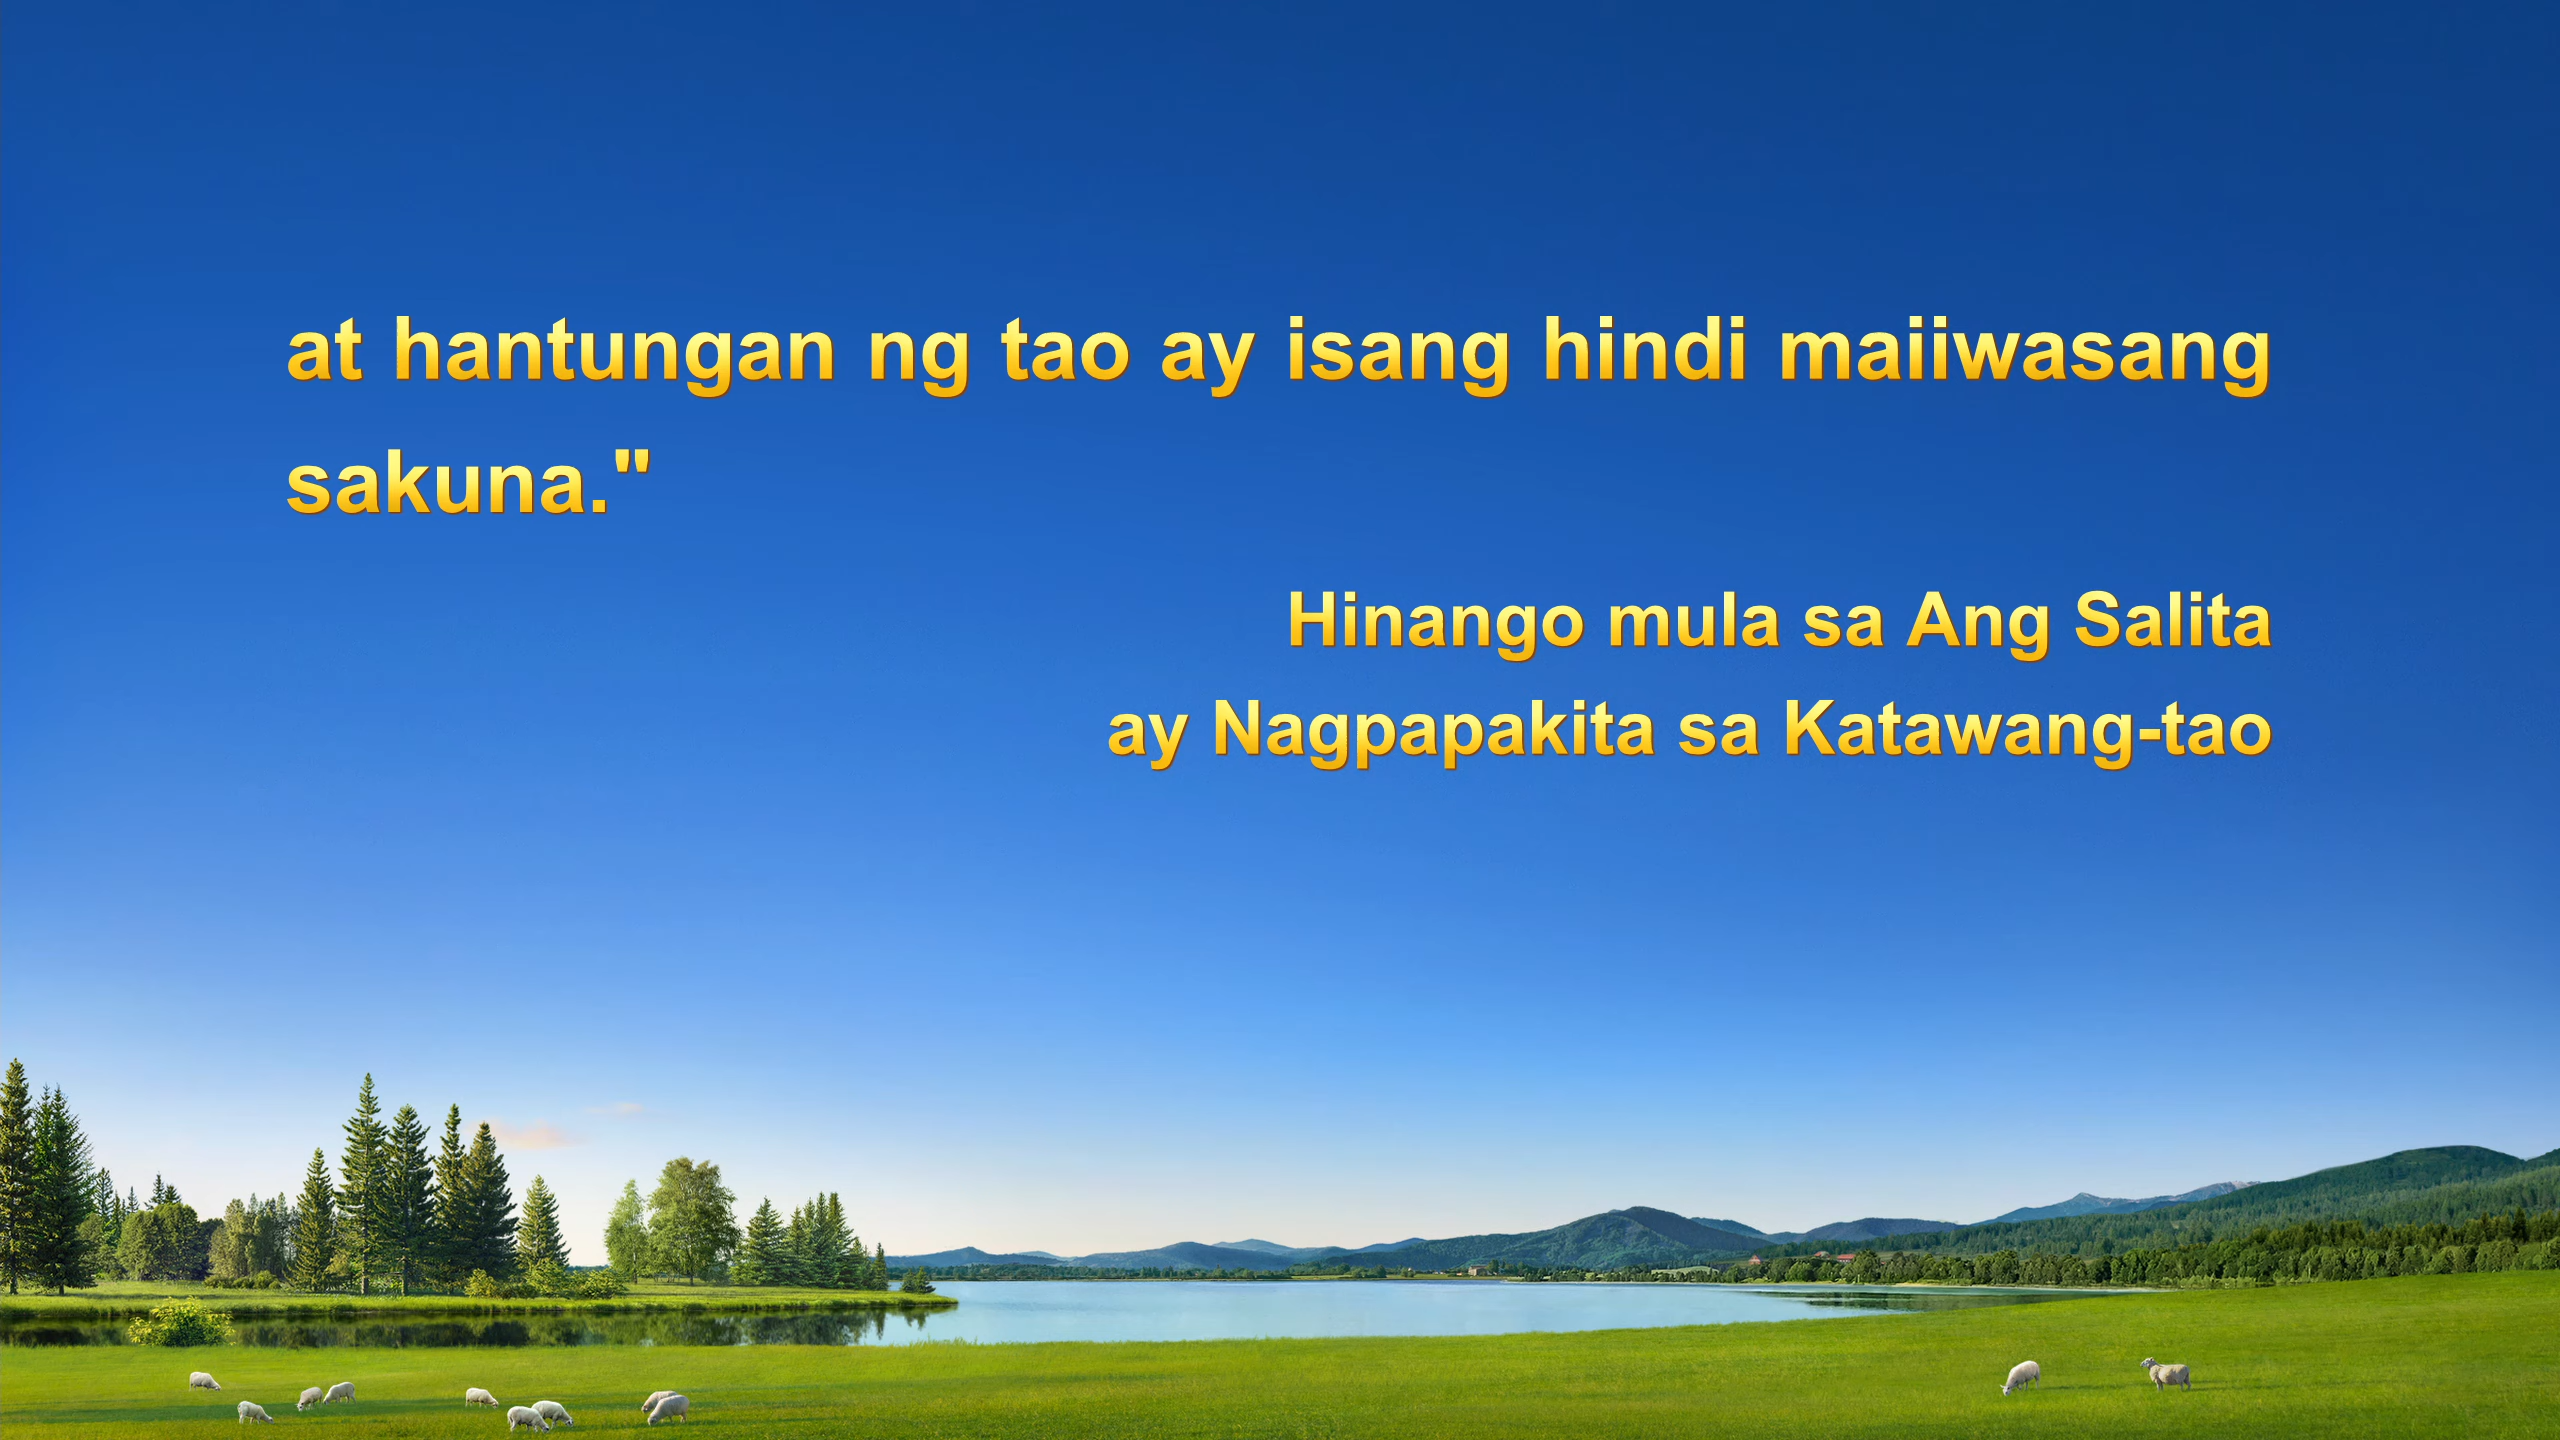 at hantungan ng tao ay isang hindi maiiwasang
sakuna."
Hinango mula sa Ang Salita
ay Nagpapakita sa Katawang-tao